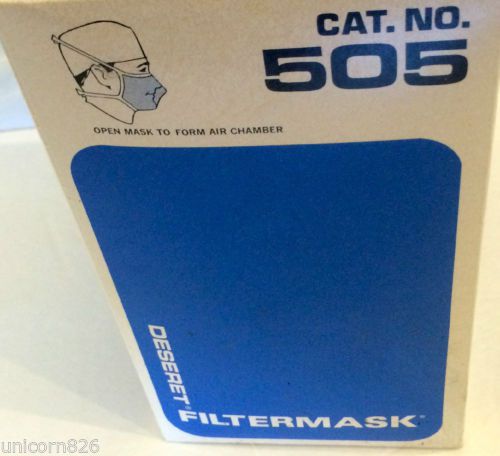 CAT. NO.
505
OPEN MASK TO FORM AIR CHAMBER
DESERET®
FILTERMASK®
unicorn826